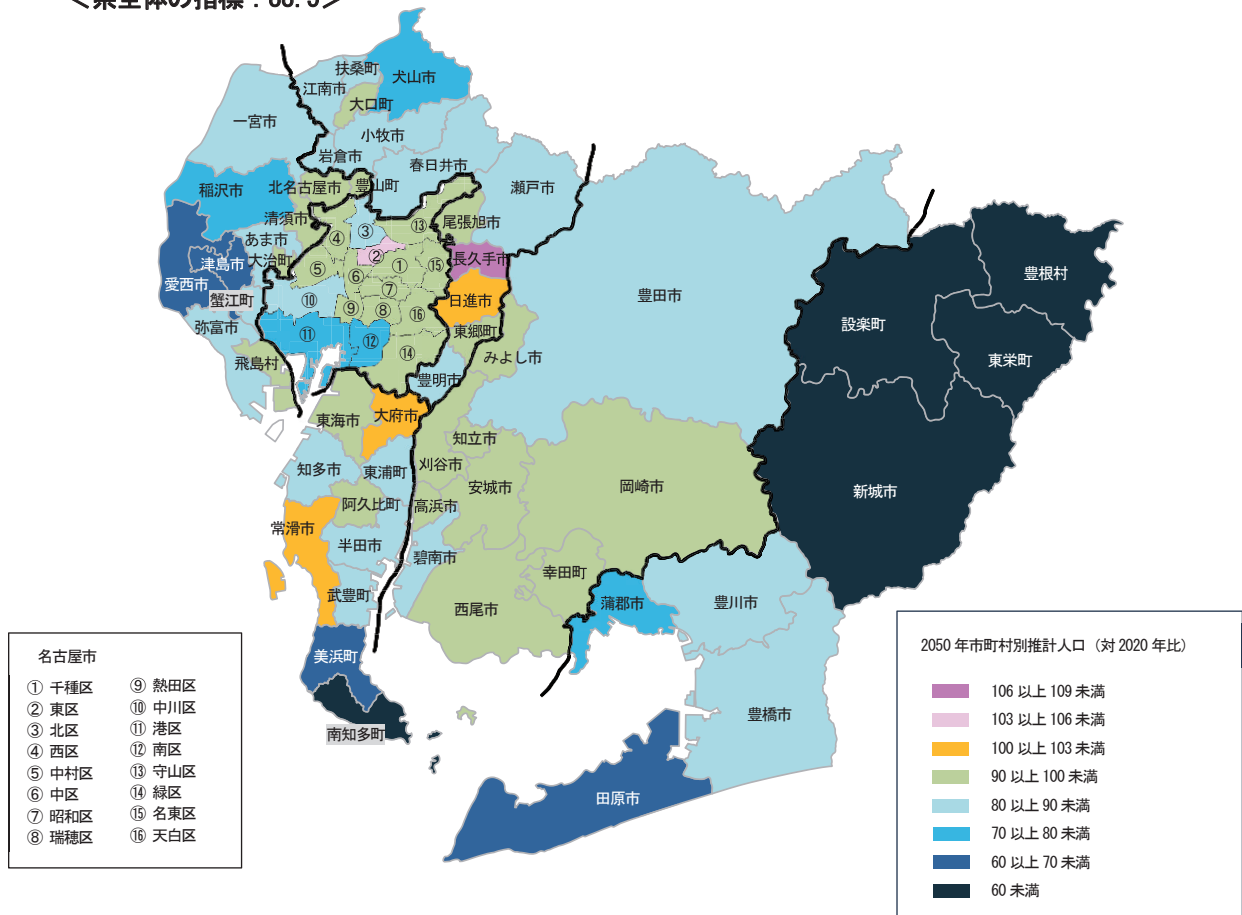 扶桑町
犬山市
江南市
大口町
一宮市
小牧市
岩倉市
春日井市
瀬戸市
稲沢市
北名古屋市
豊山町
清須市
⑬
尾張旭市
④
③
あま市
②
長久手市
津島市
大治町
⑤
⑥
①
⑮
愛西市
⑦
蟹江町
⑩
日進市
豊田市
豊根村
設楽町
弥富市
⑨
⑧
⑯
東郷町
東栄町
⑪
⑫
⑭
みよし市
飛島村
豊明市
東海市
大府市
知立市
知多市
東浦町
刈谷市
安城市
岡崎市
新城市
阿久比町
高浜市
常滑市
半田市
碧南市
幸田町
武豊町
西尾市
蒲郡市
豊川市
美浜町
南知多町
豊橋市
田原市
名古屋市
① 千種区
② 東区
③ 北区
④ 西区
⑤ 中村区
⑥ 中区
⑦ 昭和区
⑧ 瑞穂区
⑨ 熱田区
⑩ 中川区
⑪ 港区
⑫ 南区
⑬ 守山区
⑭ 緑区
⑮ 名東区
⑯ 天白区
2050 年市町村別推計人口（対 2020 年比）
106 以上 109 未満
103 以上 106 未満
100 以上 103 未満
90 以上 100 未満
80 以上 90 未満
70 以上 80 未満
60 以上 70 未満
60 未満